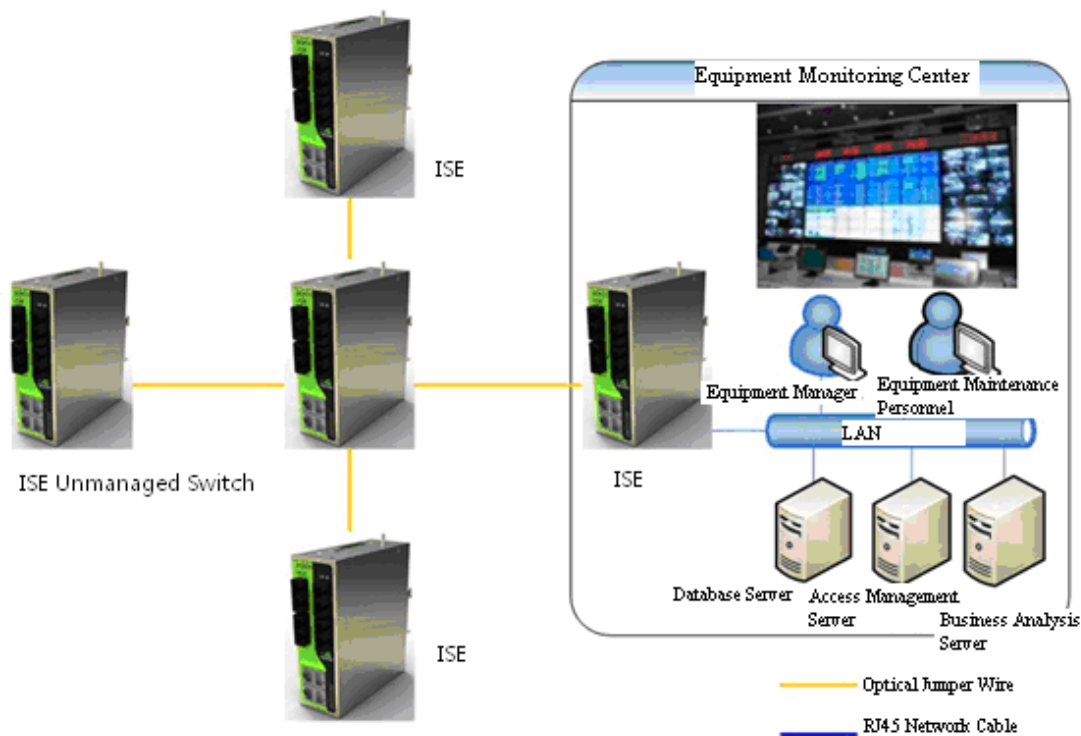 Equipment Monitoring Center
ISE
Equipment Manager
Equipment Maintenance
Personnel
LAN
ISE Unmanaged Switch
ISE
Database Server
Access Management
Server
Business Analysis
Server
ISE
Optical Jumper Wire
RJ45 Network Cable